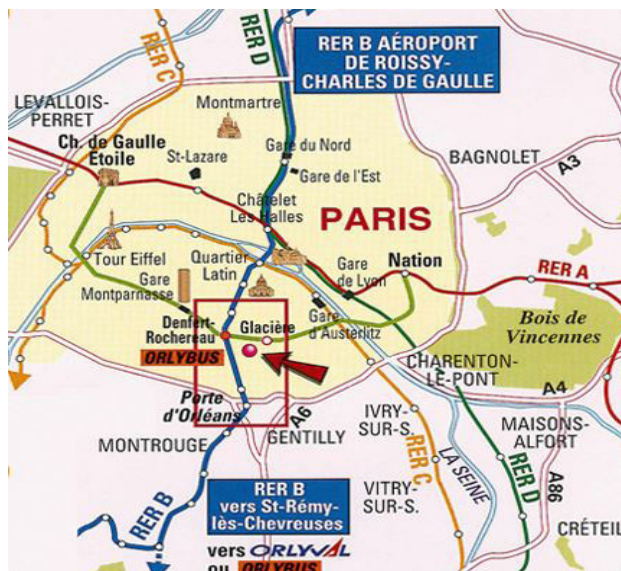 RER C
RER D
RER B AÉROPORT
DE ROISSY-
CHARLES DE GAULLE
LEVALLOIS-
PERRET
Montmartre
Ch. de Gaulle
Étoile
St-Lazare
Gare du Nord
Gare de l'Est
BAGNOLET
A3
Châtelet
Les Halles
PARIS
Tour Eiffel
Quartier
Latin
Nation
Gare
de Lyon
RER A
Gare
Montparnasse
Denfert-
Rochereau
Glacière
Gare
d'Austerlitz
Bois de
Vincennes
ORLYBUS
CHARENTON-
LE-PONT
Porte
d'Orléans
A6
A4
MONTROUGE
GENTILLY
IVRY-
SUR-S.
MAISONS-
ALFORT
RER B
RER B
vers St-Rémy-
lès-Chevreuses
VITRY-
SUR-S.
RER C
LA SEINE
RER D
A86
CRÉTEIL
vers ORLYVAL
ou ORLYBUS